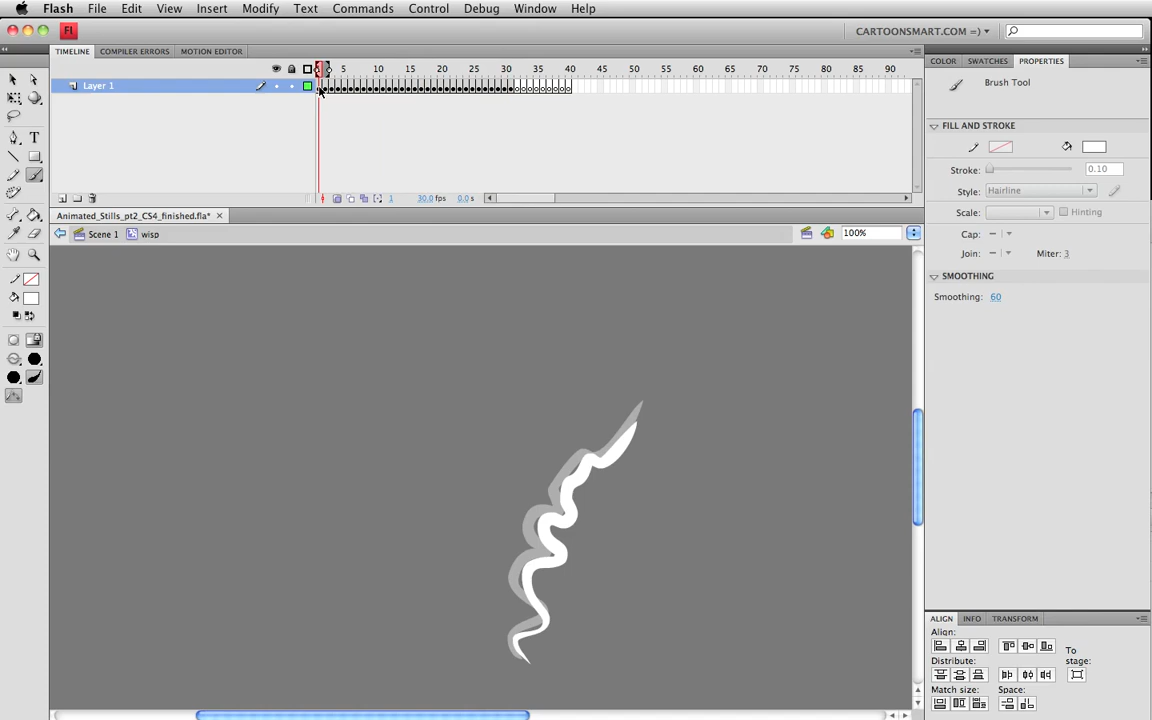 Flash File Edit View Insert Modify Text Commands Control Debug Window Help
Fl CARTOONSMART.COM =)
TIMELINE COMPILER ERRORS MOTION EDITOR
5 10 15 20 25 30 35 40 45 50 55 60 65 70 75 80 85 90
Layer 1
1 30.0 fps 0.0 s
Animated_Stills_pt2_CS4_finished.fla*
Scene 1 wisp 100%
T
COLOR SWATCHES PROPERTIES
Brush Tool
FILL AND STROKE
Stroke: 0.10
Style: Hairline
Scale: Hinting
Cap:
Join: Miter: 3
SMOOTHING
Smoothing: 60
ALIGN INFO TRANSFORM
Align:
To stage:
Distribute:
Match size: Space: